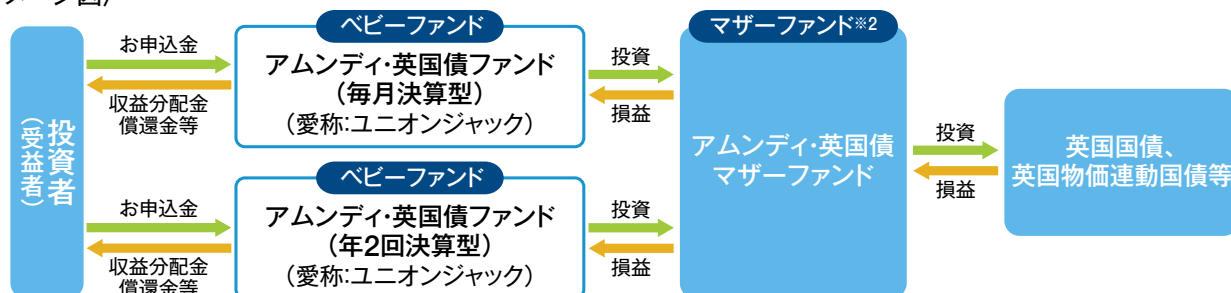 メージ図）
投資者
（受益者）
お申込金
収益分配金
償還金等
ベビーファンド
アムンディ・英国債ファンド
（毎月決算型）
（愛称：ユニオンジャック）
投資
損益
お申込金
収益分配金
償還金等
ベビーファンド
アムンディ・英国債ファンド
（年2回決算型）
（愛称：ユニオンジャック）
投資
損益
マザーファンド※2
アムンディ・英国債
マザーファンド
投資
損益
英国国債、
英国物価連動国債等